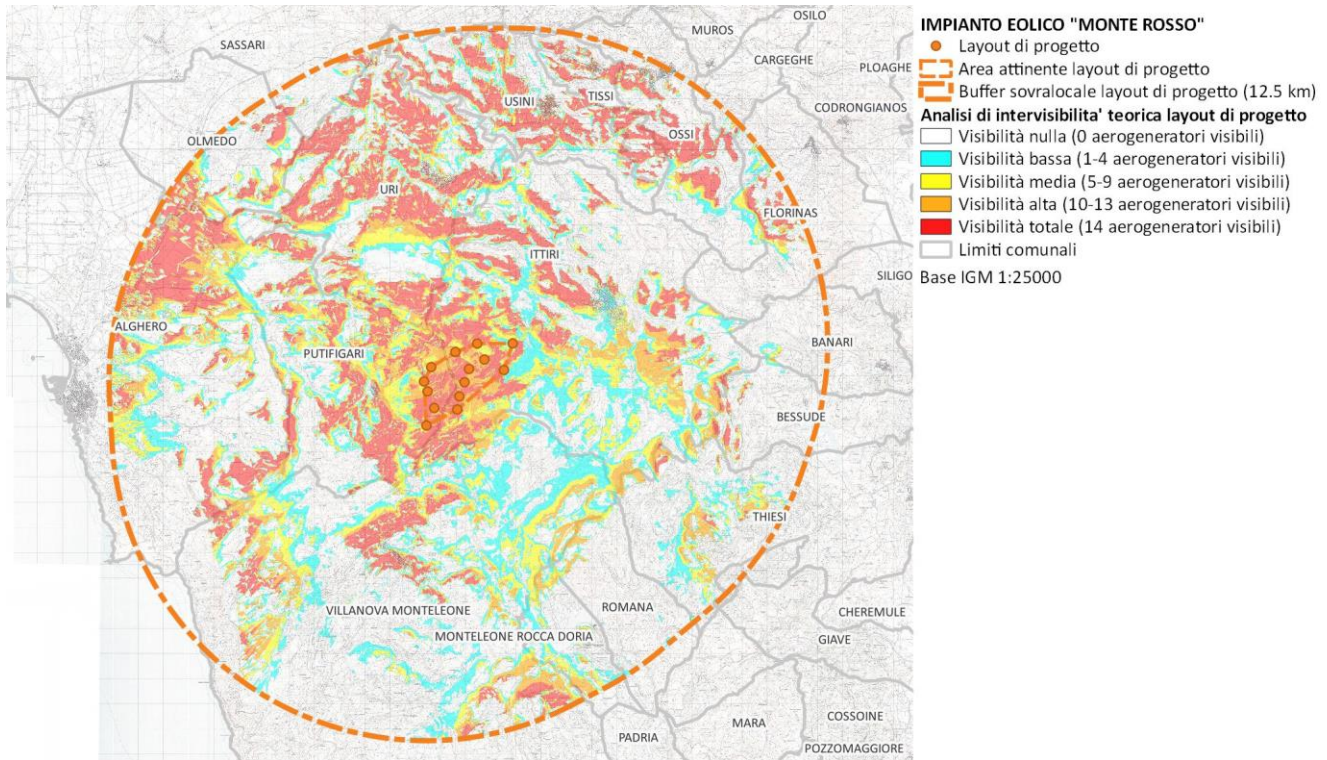 SASSARI
MUROS
OSILO
CARGEGHE
PLOAGHE
USINI
TISSI
CODRONGIANOS
OSSI
OLMEDO
URI
FLORINAS
ITTIRI
SILIGO
ALGHERO
PUTIFIGARI
BANARI
BESSUDE
THIESI
VILLANOVA MONTELEONE
ROMANA
CHEREMULE
MONTELEONE ROCCA DORIA
GIAVE
MARA
COSSOINE
PADRIA
POZZOMAGGIORE
IMPIANTO EOLICO "MONTE ROSSO"
Layout di progetto
Area attinente layout di progetto
Buffer sovralocale layout di progetto (12.5 km)
Analisi di intervisibilita' teorica layout di progetto
Visibilità nulla (0 aerogeneratori visibili)
Visibilità bassa (1-4 aerogeneratori visibili)
Visibilità media (5-9 aerogeneratori visibili)
Visibilità alta (10-13 aerogeneratori visibili)
Visibilità totale (14 aerogeneratori visibili)
Limiti comunali
Base IGM 1:25000